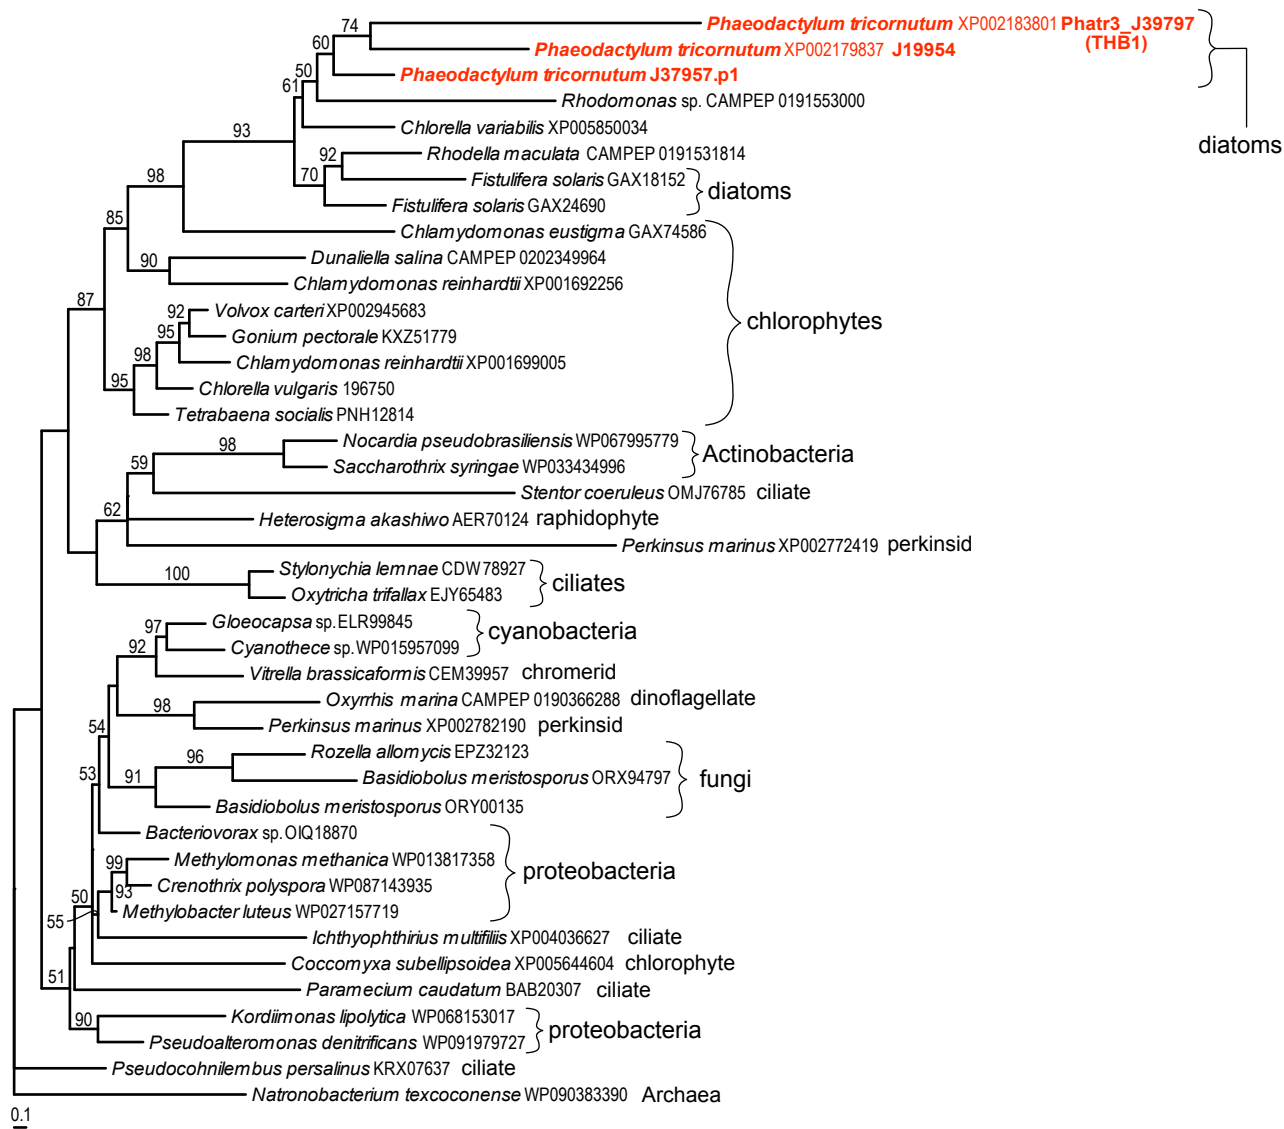 74
Phaeodactylum tricornutum XP002183801 Phatr3_J39797
(THB1)
60
Phaeodactylum tricornutum XP002179837 J19954
50
Phaeodactylum tricornutum J37957.p1
61
Rhodomonas sp. CAMPEP 0191553000
93
Chlorella variabilis XP005850034
diatoms
92
Rhodella maculata CAMPEP 0191531814
98
70
Fistulifera solaris GAX18152
diatoms
Fistulifera solaris GAX24690
85
Chlamydomonas eustigma GAX74586
90
Dunaliella salina CAMPEP 0202349964
Chlamydomonas reinhardtii XP001692256
87
92
Volvox carteri XP002945683
chlorophytes
95
Gonium pectorale KXZ51779
98
Chlamydomonas reinhardtii XP001699005
95
Chlorella vulgaris 196750
Tetrabaena socialis PNH12814
98
Nocardia pseudobrasiliensis WP067995779
Actinobacteria
59
Saccharothrix syringae WP033434996
Stentor coeruleus OMJ76785 ciliate
62
Heterosigma akashiwo AER70124 raphidophyte
Perkinsus marinus XP002772419 perkinsid
100
Stylonychia lemnae CDW78927
ciliates
Oxytricha trifallax EJY65483
97
Gloeocapsa sp. ELR99845
cyanobacteria
92
Cyanothece sp. WP015957099
Vitrella brassicaformis CEM39957 chromerid
98
Oxyrrhis marina CAMPEP 0190366288 dinoflagellate
54
Perkinsus marinus XP002782190 perkinsid
96
Rozella allomycis EPZ32123
53
91
Basidiobolus meristosporus ORX94797
fungi
Basidiobolus meristosporus ORY00135
Bacteriovorax sp. OIQ18870
99
Methylomonas methanica WP013817358
proteobacteria
93
Crenothrix polyspora WP087143935
50
Methylobacter luteus WP027157719
55
Ichthyophthirius multifiliis XP004036627 ciliate
Coccomyxa subellipsoidea XP005644604 chlorophyte
51
Paramecium caudatum BAB20307 ciliate
90
Kordiimonas lipolytica WP068153017
proteobacteria
Pseudoalteromonas denitrificans WP091979727
Pseudocohnilembus persalinus KRX07637 ciliate
Natronobacterium texcoconense WP090383390 Archaea
0.1